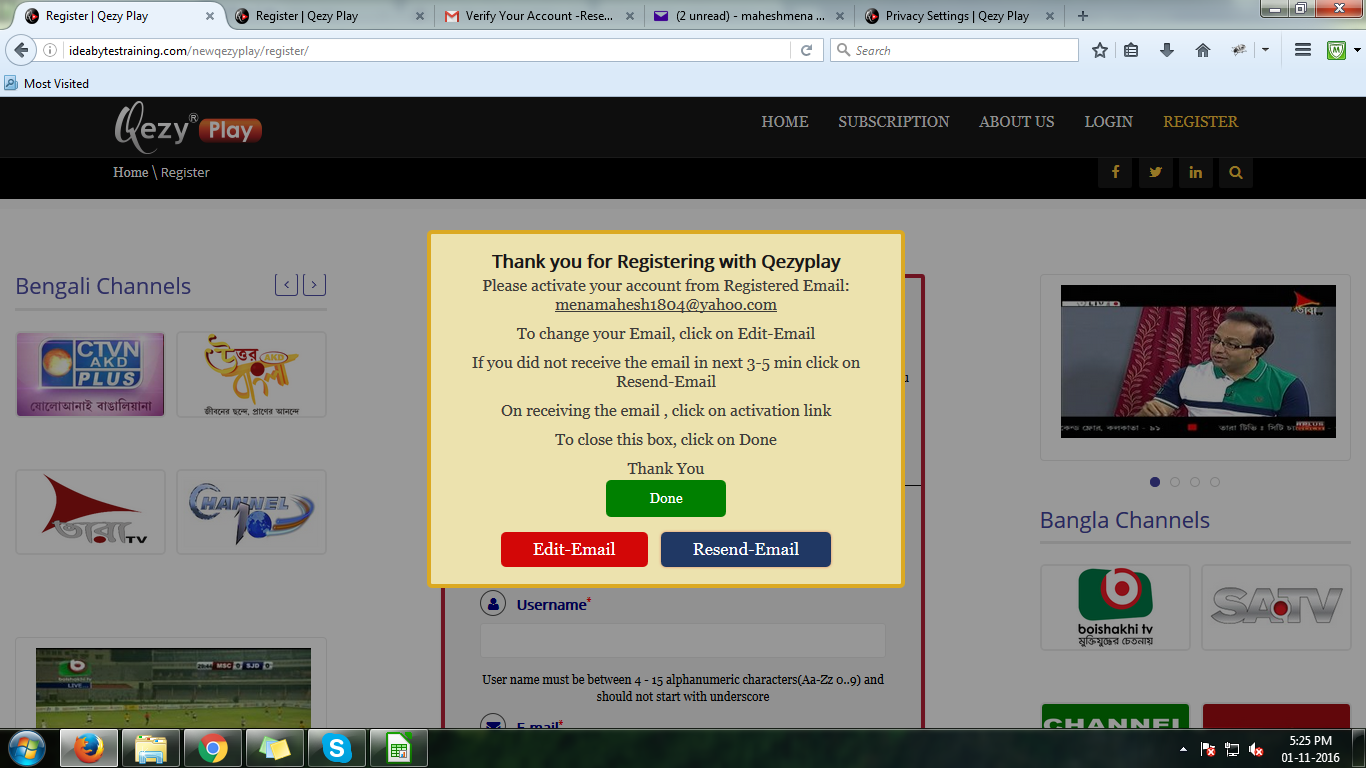 Register | Qezy Play
Register | Qezy Play
Verify Your Account -Rese...
(2 unread) - maheshmena ...
Privacy Settings | Qezy Play
ideabytestraining.com/newqezyplay/register/
Search
Most Visited
Qezy® Play
HOME
SUBSCRIPTION
ABOUT US
LOGIN
REGISTER
Home \ Register
Thank you for Registering with Qezyplay
Please activate your account from Registered Email:
menamahesh1804@yahoo.com
To change your Email, click on Edit-Email
If you did not receive the email in next 3-5 min click on
Resend-Email
On receiving the email , click on activation link
To close this box, click on Done
Thank You
Done
Edit-Email
Resend-Email
Bengali Channels
CTVN
AKD
PLUS
ষোলোআনাই বাঙালিয়ানা
উত্তর
AKD
বাংলা
জীবনের ছন্দে, প্রাণের আনন্দে
তারা TV
CHANNEL
10
boishakhi tv
LIVE...
MSC 0 SJD 0
Username*
User name must be between 4 - 15 alphanumeric characters(Aa-Zz 0..9) and
should not start with underscore
E-mail*
তারা
Bangla Channels
boishakhi tv
মুক্তিযুদ্ধের চেতনায়
SATV
CHANNEL
5:25 PM
01-11-2016